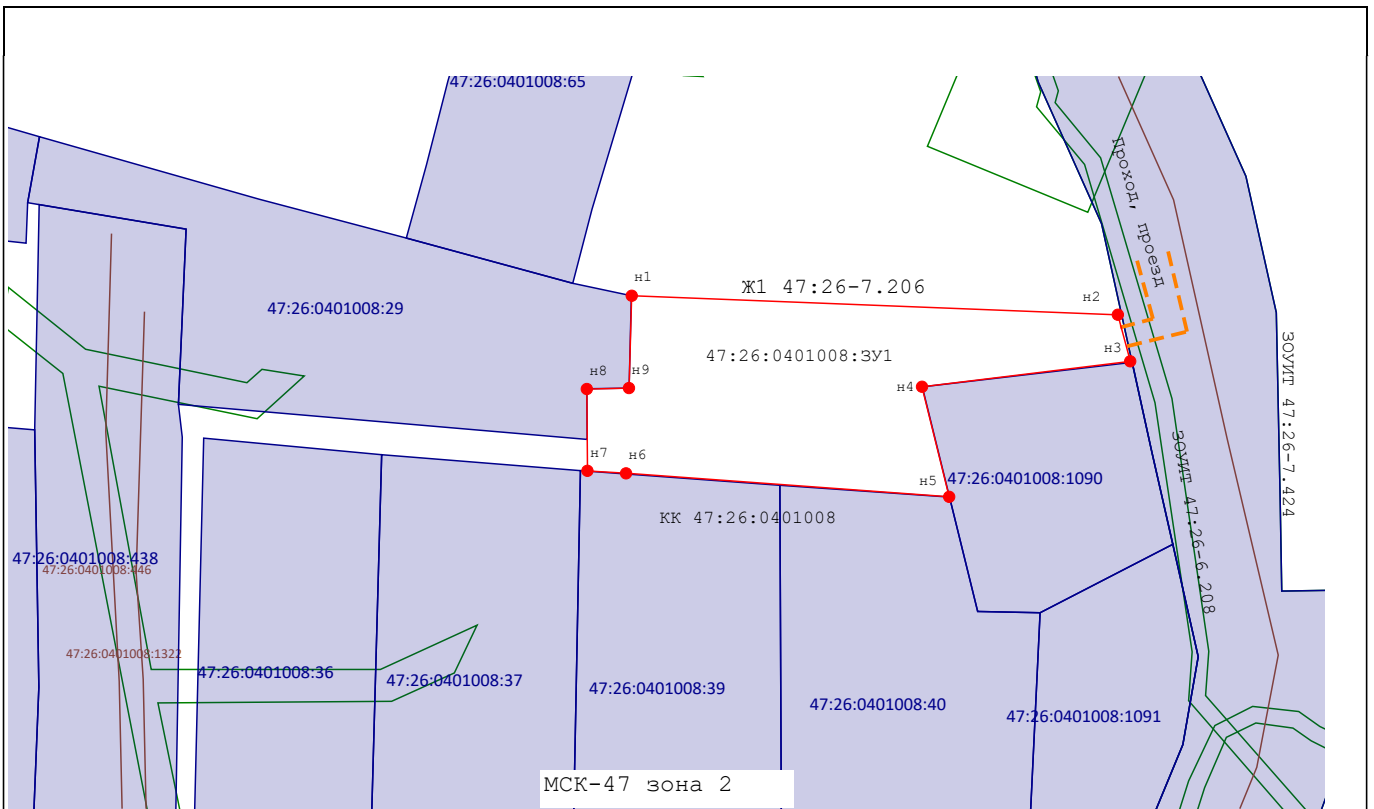 47:26:0401008:65
Проход, проезд
н1
Ж1 47:26-7.206
н2
47:26:0401008:29
47:26:0401008:ЗУ1
н3
ЗОУИТ 47:26-7.424
н8
н9
н4
н7
н6
н5
47:26:0401008:1090
ЗОУИТ 47:26-6.208
КК 47:26:0401008
47:26:0401008:438
47:26:0401008:446
47:26:0401008:1322
47:26:0401008:36
47:26:0401008:37
47:26:0401008:39
47:26:0401008:40
47:26:0401008:1091
МСК-47 зона 2